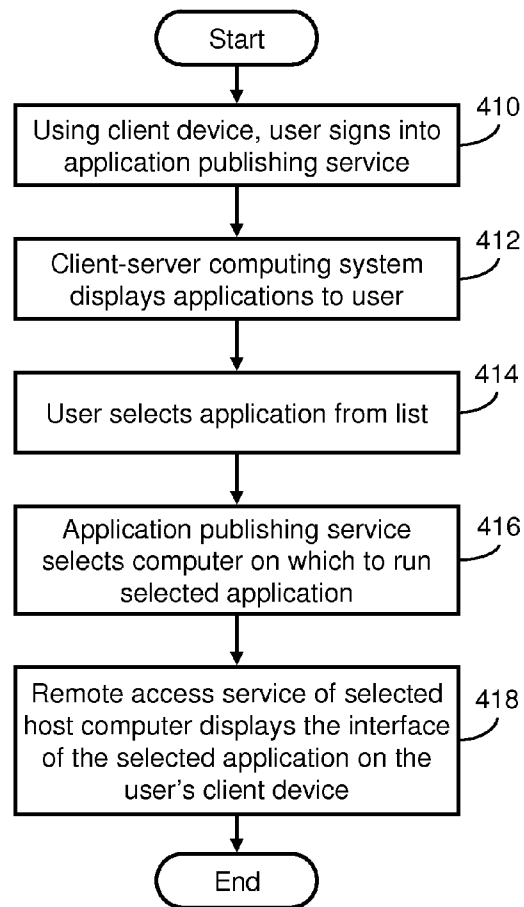 Start
410
Using client device, user signs into
application publishing service
412
Client-server computing system
displays applications to user
414
User selects application from list
Application publishing service
selects computer on which to run
selected application
416
Remote access service of selected
host computer displays the interface
of the selected application on the
user's client device
418
End